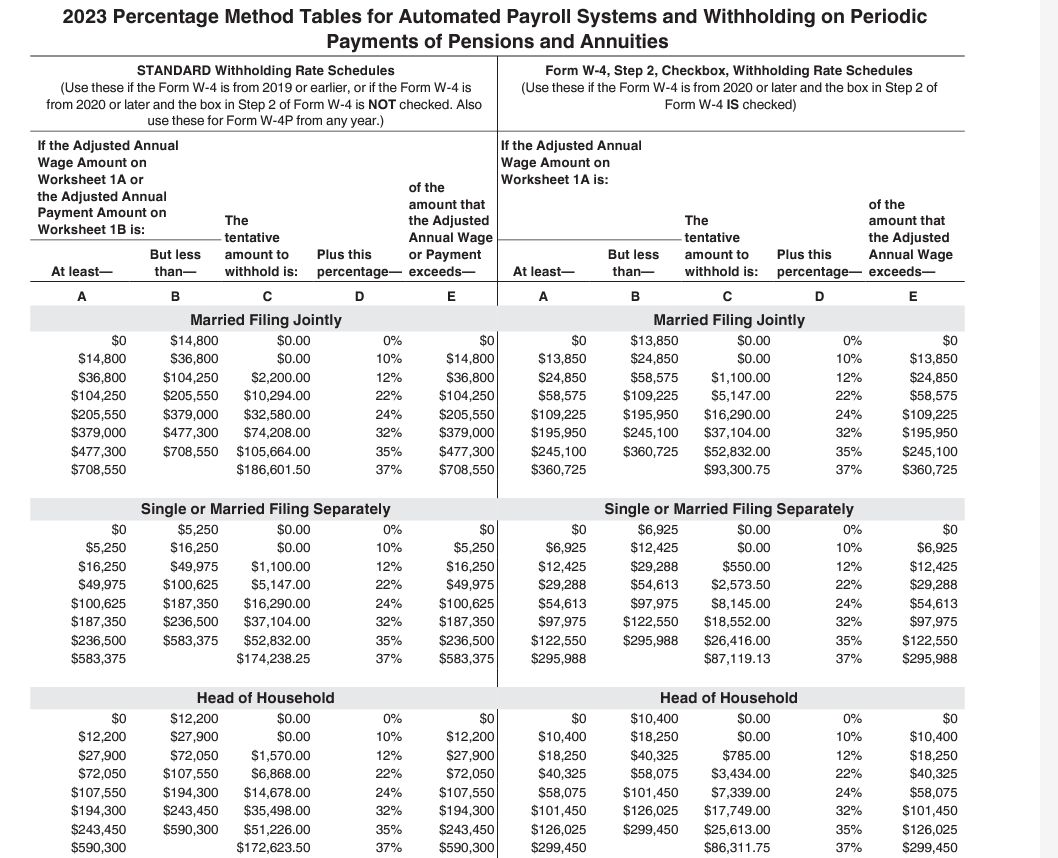 2023 Percentage Method Tables for Automated Payroll Systems and Withholding on Periodic
Payments of Pensions and Annuities
STANDARD Withholding Rate Schedules
(Use these if the Form W-4 is from 2019 or earlier, or if the Form W-4 is
from 2020 or later and the box in Step 2 of Form W-4 is NOT checked. Also
use these for Form W-4P from any year.)
Form W-4, Step 2, Checkbox, Withholding Rate Schedules
(Use these if the Form W-4 is from 2020 or later and the box in Step 2 of
Form W-4 IS checked)
If the Adjusted Annual
Wage Amount on
Worksheet 1A or
the Adjusted Annual
Payment Amount on
Worksheet 1B is:
At least—
But less
than—
The
tentative
amount to
withhold is:
Plus this
percentage—
of the
amount that
the Adjusted
Annual Wage
or Payment
exceeds—
If the Adjusted Annual
Wage Amount on
Worksheet 1A is:
At least—
But less
than—
The
tentative
amount to
withhold is:
Plus this
percentage—
of the
amount that
the Adjusted
Annual Wage
exceeds—
A B C D E A B C D E
Married Filing Jointly Married Filing Jointly
$0 $14,800 $0.00 0% $0 $0 $13,850 $0.00 0% $0
$14,800 $36,800 $0.00 10% $14,800 $13,850 $24,850 $0.00 10% $13,850
$36,800 $104,250 $2,200.00 12% $36,800 $24,850 $58,575 $1,100.00 12% $24,850
$104,250 $205,550 $10,294.00 22% $104,250 $58,575 $109,225 $5,147.00 22% $58,575
$205,550 $379,000 $32,580.00 24% $205,550 $109,225 $195,950 $16,290.00 24% $109,225
$379,000 $477,300 $74,208.00 32% $379,000 $195,950 $245,100 $37,104.00 32% $195,950
$477,300 $708,550 $105,664.00 35% $477,300 $245,100 $360,725 $52,832.00 35% $245,100
$708,550 $186,601.50 37% $708,550 $360,725 $93,300.75 37% $360,725
Single or Married Filing Separately Single or Married Filing Separately
$0 $5,250 $0.00 0% $0 $0 $6,925 $0.00 0% $0
$5,250 $16,250 $0.00 10% $5,250 $6,925 $12,425 $0.00 10% $6,925
$16,250 $49,975 $1,100.00 12% $16,250 $12,425 $29,288 $550.00 12% $12,425
$49,975 $100,625 $5,147.00 22% $49,975 $29,288 $54,613 $2,573.50 22% $29,288
$100,625 $187,350 $16,290.00 24% $100,625 $54,613 $97,975 $8,145.00 24% $54,613
$187,350 $236,500 $37,104.00 32% $187,350 $97,975 $122,550 $18,552.00 32% $97,975
$236,500 $583,375 $52,832.00 35% $236,500 $122,550 $295,988 $26,416.00 35% $122,550
$583,375 $174,238.25 37% $583,375 $295,988 $87,119.13 37% $295,988
Head of Household Head of Household
$0 $12,200 $0.00 0% $0 $0 $10,400 $0.00 0% $0
$12,200 $27,900 $0.00 10% $12,200 $10,400 $18,250 $0.00 10% $10,400
$27,900 $72,050 $1,570.00 12% $27,900 $18,250 $40,325 $785.00 12% $18,250
$72,050 $107,550 $6,868.00 22% $72,050 $40,325 $58,075 $3,434.00 22% $40,325
$107,550 $194,300 $14,678.00 24% $107,550 $58,075 $101,450 $7,339.00 24% $58,075
$194,300 $243,450 $35,498.00 32% $194,300 $101,450 $126,025 $17,749.00 32% $101,450
$243,450 $590,300 $51,226.00 35% $243,450 $126,025 $299,450 $25,613.00 35% $126,025
$590,300 $172,623.50 37% $590,300 $299,450 $86,311.75 37% $299,450